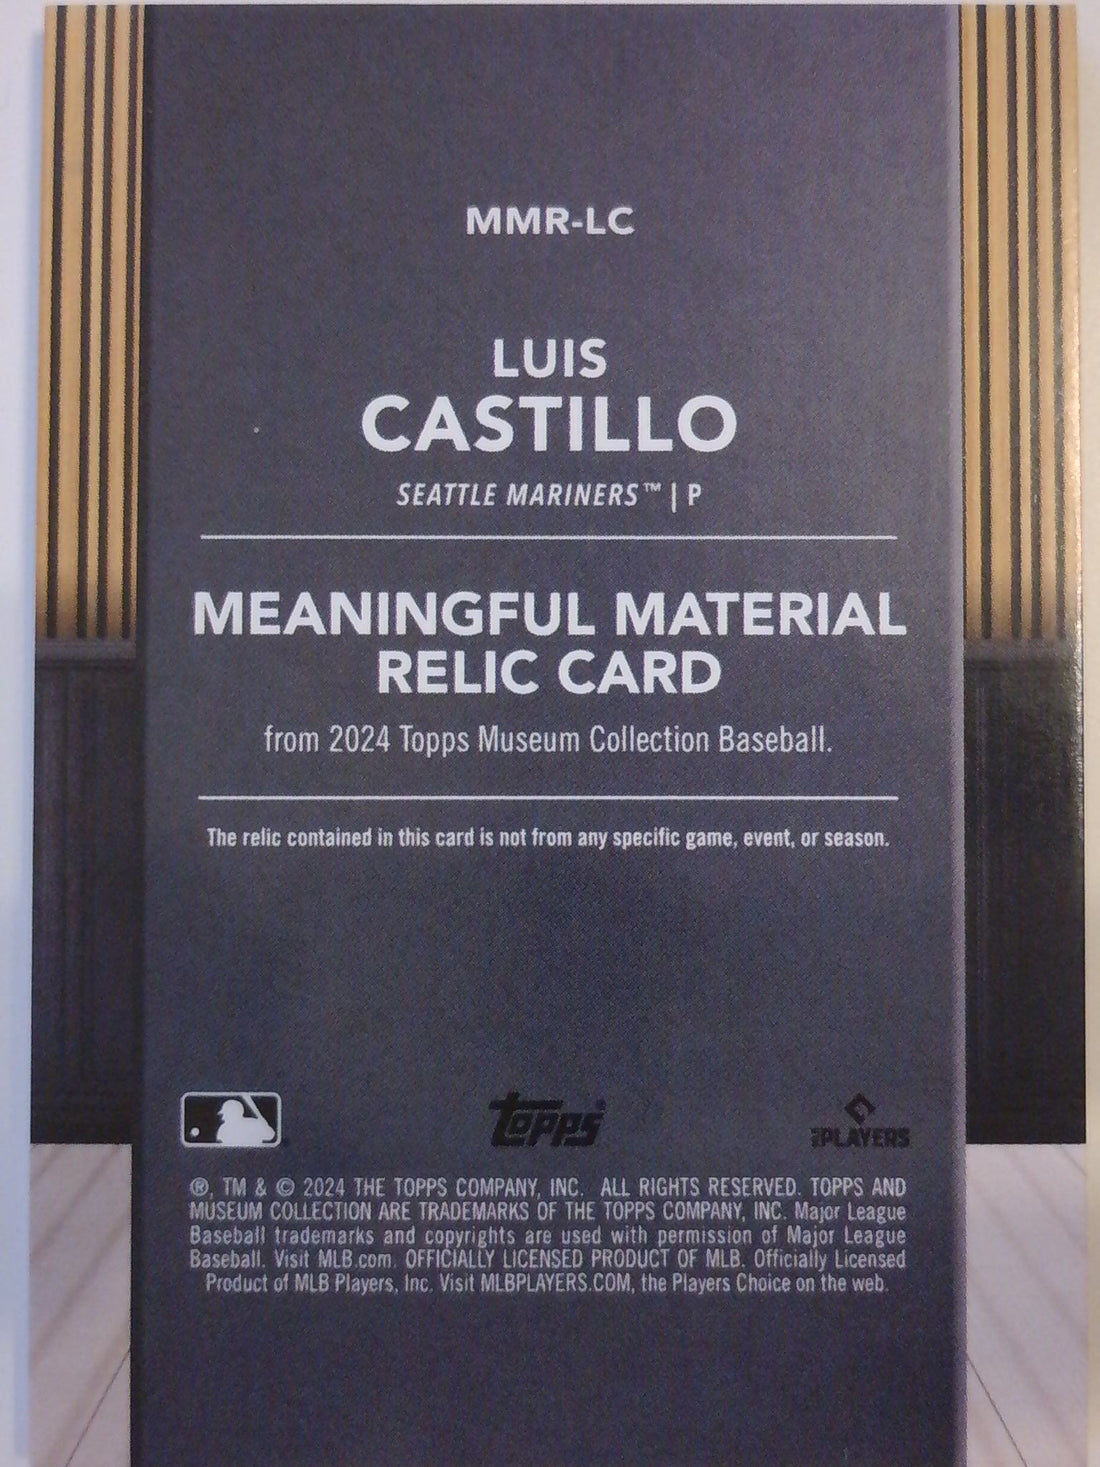 MMR-LC
LUIS
CASTILLO
SEATTLE MARINERS™ | P
MEANINGFUL MATERIAL
RELIC CARD
from 2024 Topps Museum Collection Baseball.
The relic contained in this card is not from any specific game, event, or season.
Topps
PLAYERS
®, TM & © 2024 THE TOPPS COMPANY, INC. ALL RIGHTS RESERVED. TOPPS AND
MUSEUM COLLECTION ARE TRADEMARKS OF THE TOPPS COMPANY, INC. Major League
Baseball trademarks and copyrights are used with permission of Major League
Baseball. Visit MLB.com. OFFICIALLY LICENSED PRODUCT OF MLB. Officially Licensed
Product of MLB Players, Inc. Visit MLBPLAYERS.COM, the Players Choice on the web.